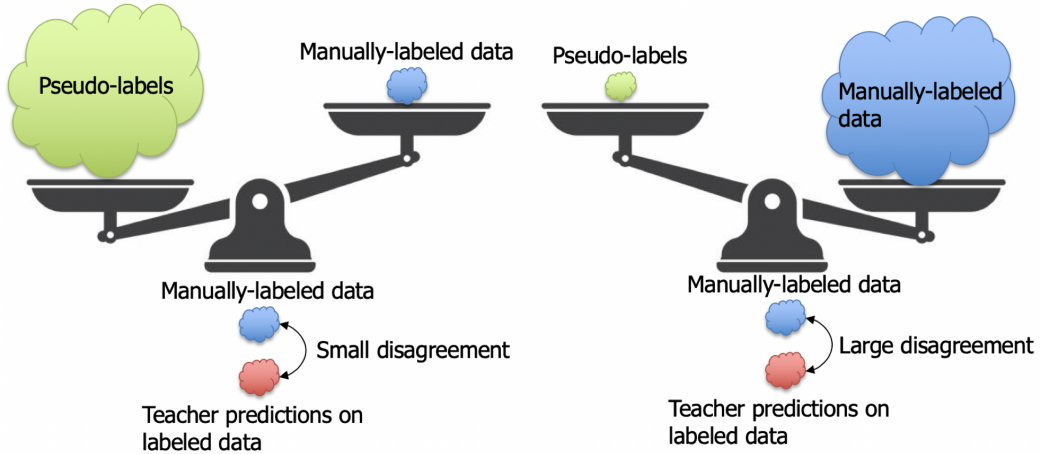 Pseudo-labels
Manually-labeled data
Manually-labeled data
Small disagreement
Teacher predictions on
labeled data
Pseudo-labels
Manually-labeled
data
Manually-labeled data
Large disagreement
Teacher predictions on
labeled data